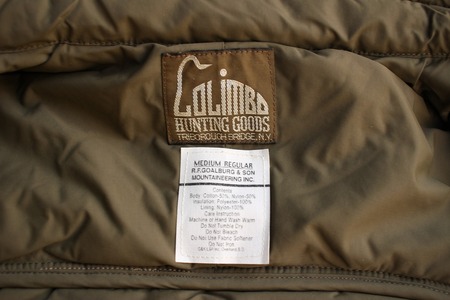 COLIMBO
HUNTING GOODS
TRIBOROUGH BRIDGE, N.Y.
MEDIUM REGULAR
R.F.GOALBURG & SON
MOUNTAINEERING INC.
Contents
Body: Cotton-50%, Nylon-50%
Insulation: Polyester-100%
Lining: Nylon-100%
Care Instruction
Machine or Hand Wash Warm
Do Not Tumble Dry
Do Not Bleach
Do Not Use Fabric Softener
Do Not Iron